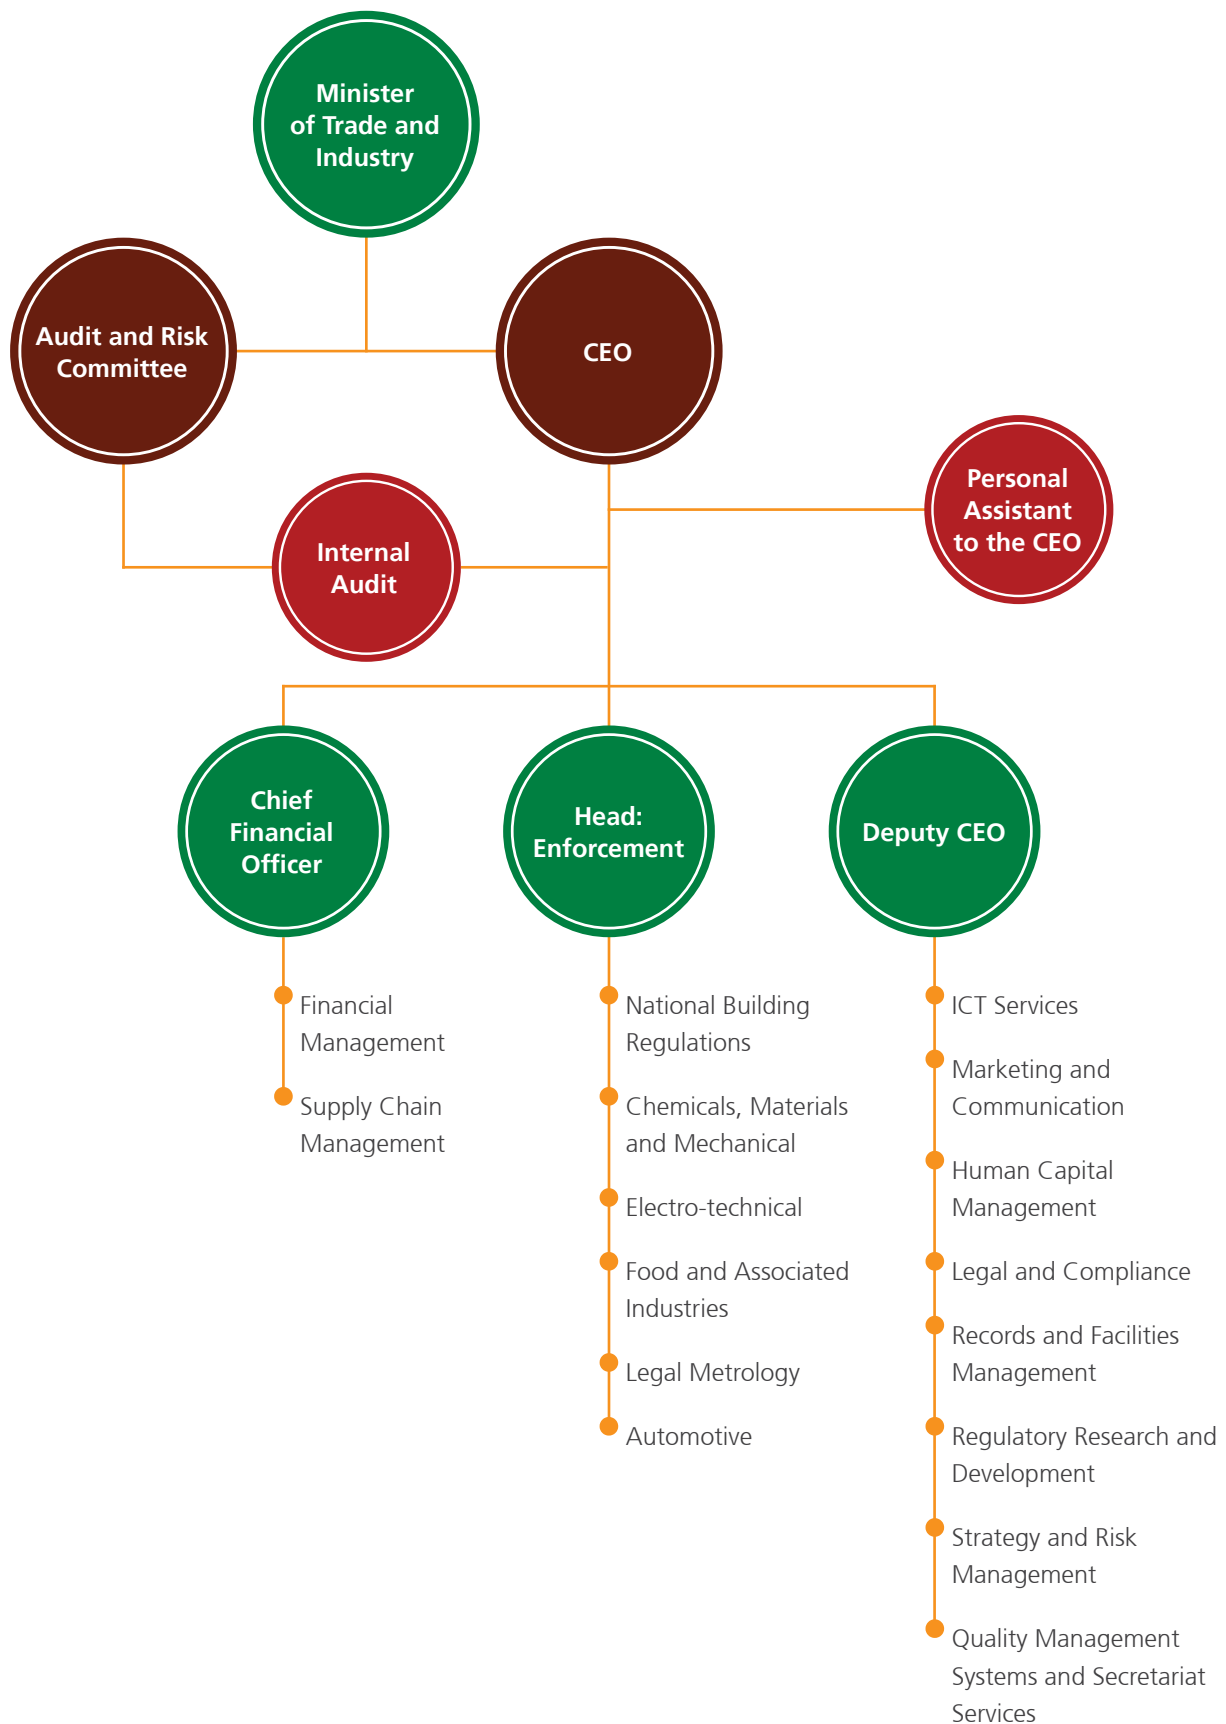 Minister
of Trade and
Industry
Audit and Risk
Committee
CEO
Personal
Assistant
to the CEO
Internal
Audit
Chief
Financial
Officer
Head:
Enforcement
Deputy CEO
Financial
Management
Supply Chain
Management
National Building
Regulations
Chemicals, Materials
and Mechanical
Electro-technical
Food and Associated
Industries
Legal Metrology
Automotive
ICT Services
Marketing and
Communication
Human Capital
Management
Legal and Compliance
Records and Facilities
Management
Regulatory Research and
Development
Strategy and Risk
Management
Quality Management
Systems and Secretariat
Services